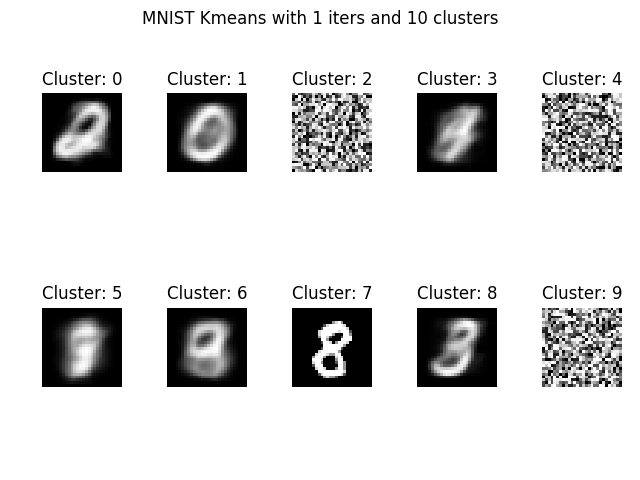 MNIST Kmeans with 1 iters and 10 clusters
Cluster: 0 Cluster: 1 Cluster: 2 Cluster: 3 Cluster: 4
Cluster: 5 Cluster: 6 Cluster: 7 Cluster: 8 Cluster: 9
8